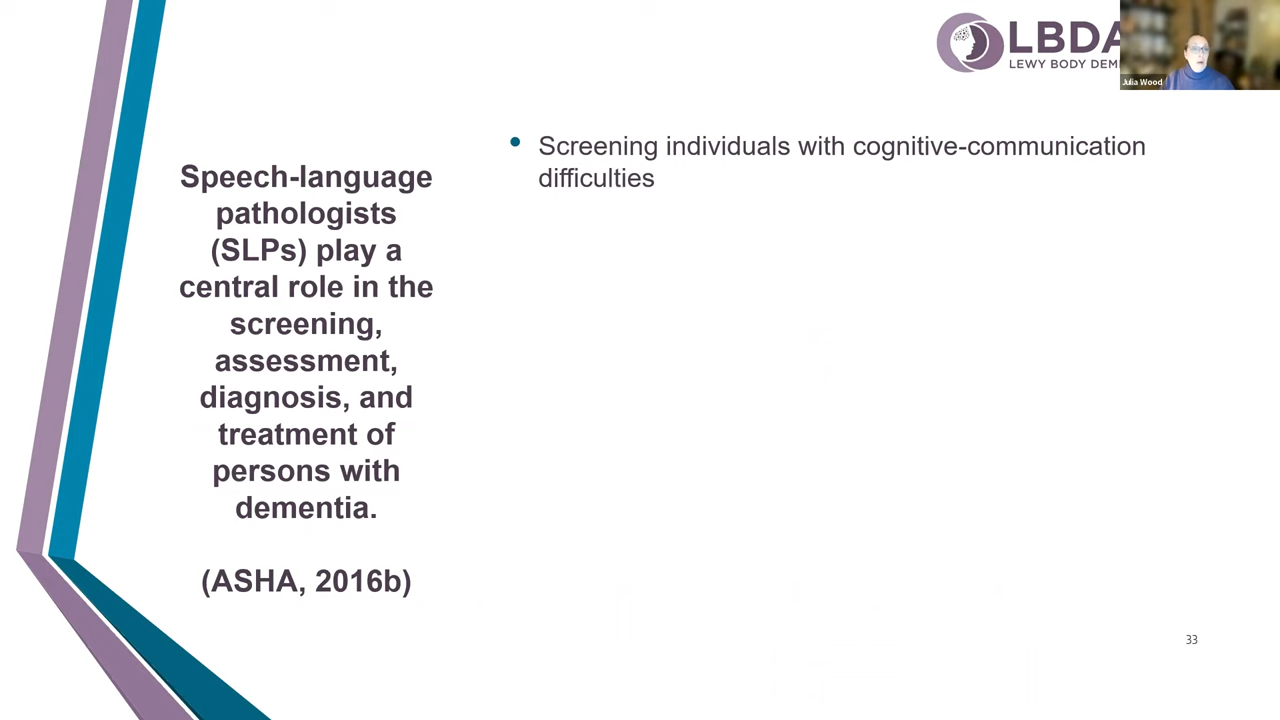 LBDA
LEWY BODY
Julia Wood
Speech-language
pathologists
(SLPs) play a
central role in the
screening,
assessment,
diagnosis, and
treatment of
persons with
dementia.
(ASHA, 2016b)
• Screening individuals with cognitive-communication
difficulties
33